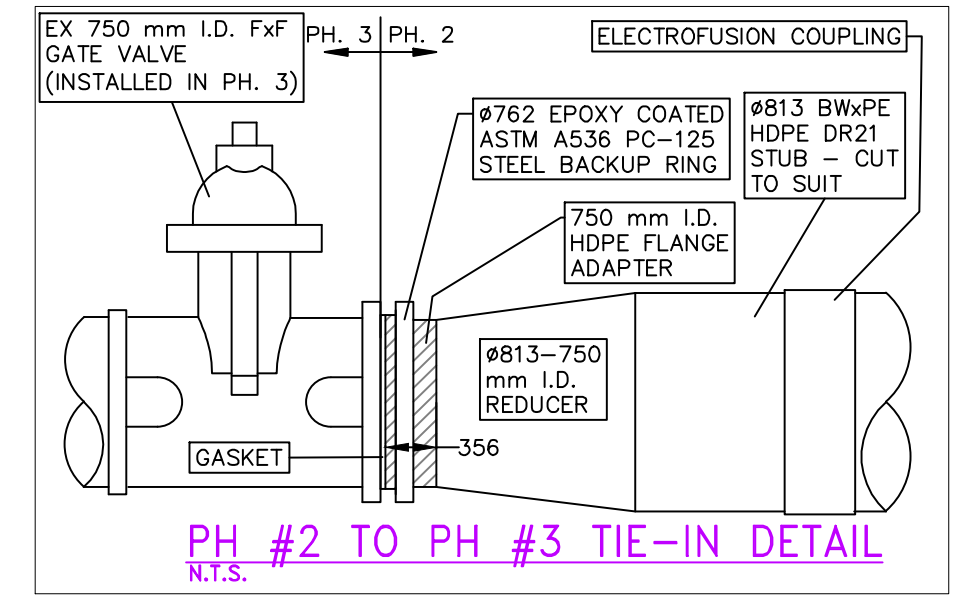 EX 750 mm I.D. FxF
GATE VALVE
(INSTALLED IN PH. 3)
PH. 3
PH. 2
ELECTROFUSION COUPLING
ø762 EPOXY COATED
ASTM A536 PC-125
STEEL BACKUP RING
ø813 BWxPE
HDPE DR21
STUB - CUT
TO SUIT
750 mm I.D.
HDPE FLANGE
ADAPTER
ø813-750
mm I.D.
REDUCER
GASKET
356
PH #2 TO PH #3 TIE-IN DETAIL
N.T.S.